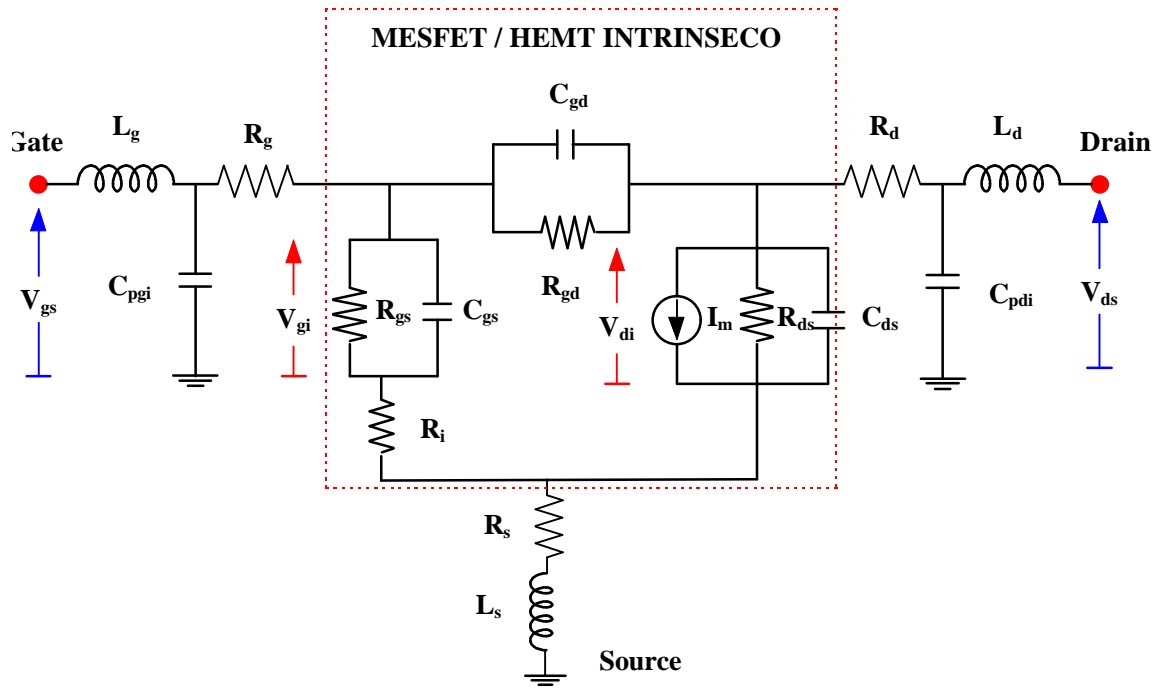 MESFET / HEMT INTRINSECO
Cgd
Lg
Rg
Rd
Ld
Gate
Drain
Cpgi
Rgs
Cgs
Rgd
Im
Rds
Cds
Cpdi
Vgs
Vgi
Vdi
Vds
Ri
Rs
Ls
Source